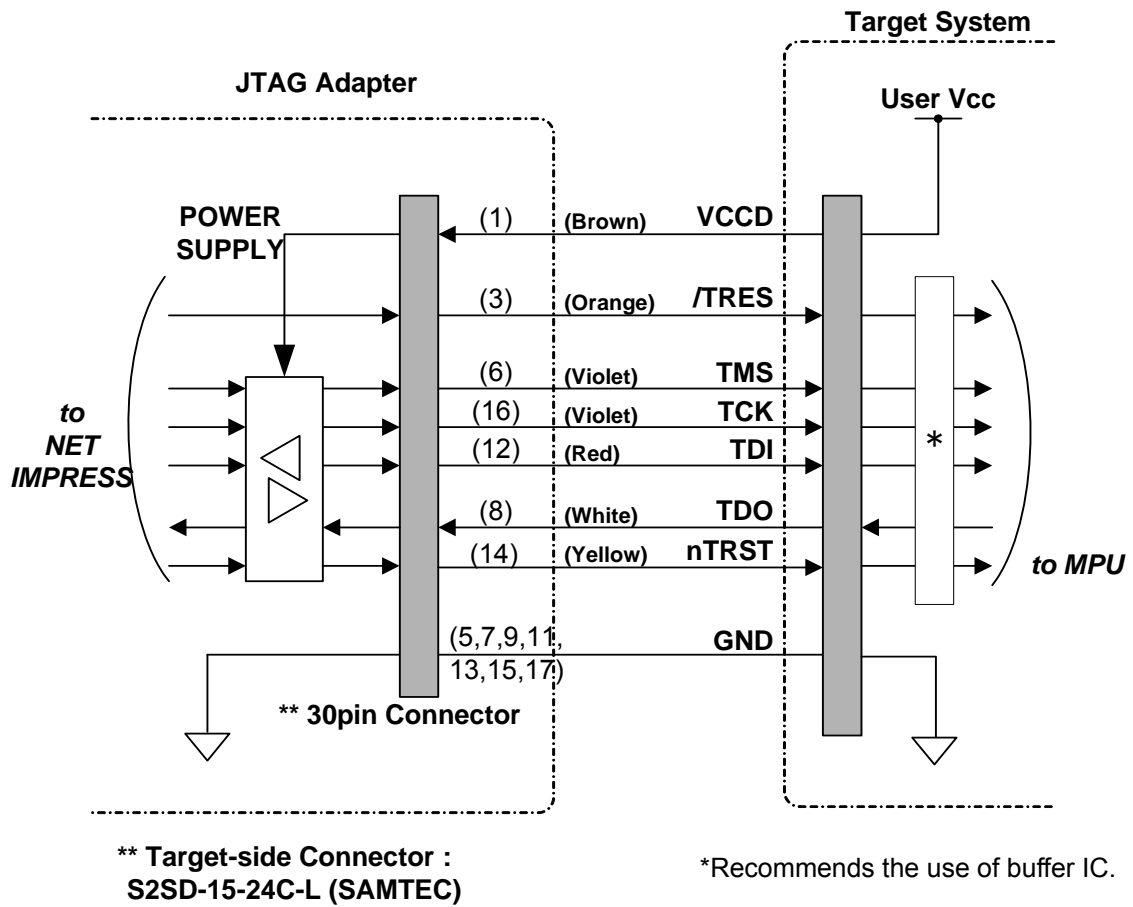 Target System
JTAG Adapter
User Vcc
POWER
SUPPLY
(1) (Brown) VCCD
(3) (Orange) /TRES
(6) (Violet) TMS
(16) (Violet) TCK
(12) (Red) TDI
(8) (White) TDO
(14) (Yellow) nTRST
(5,7,9,11,
13,15,17)
GND
to
NET
IMPRESS
*
to MPU
** 30pin Connector
** Target-side Connector :
S2SD-15-24C-L (SAMTEC)
*Recommends the use of buffer IC.